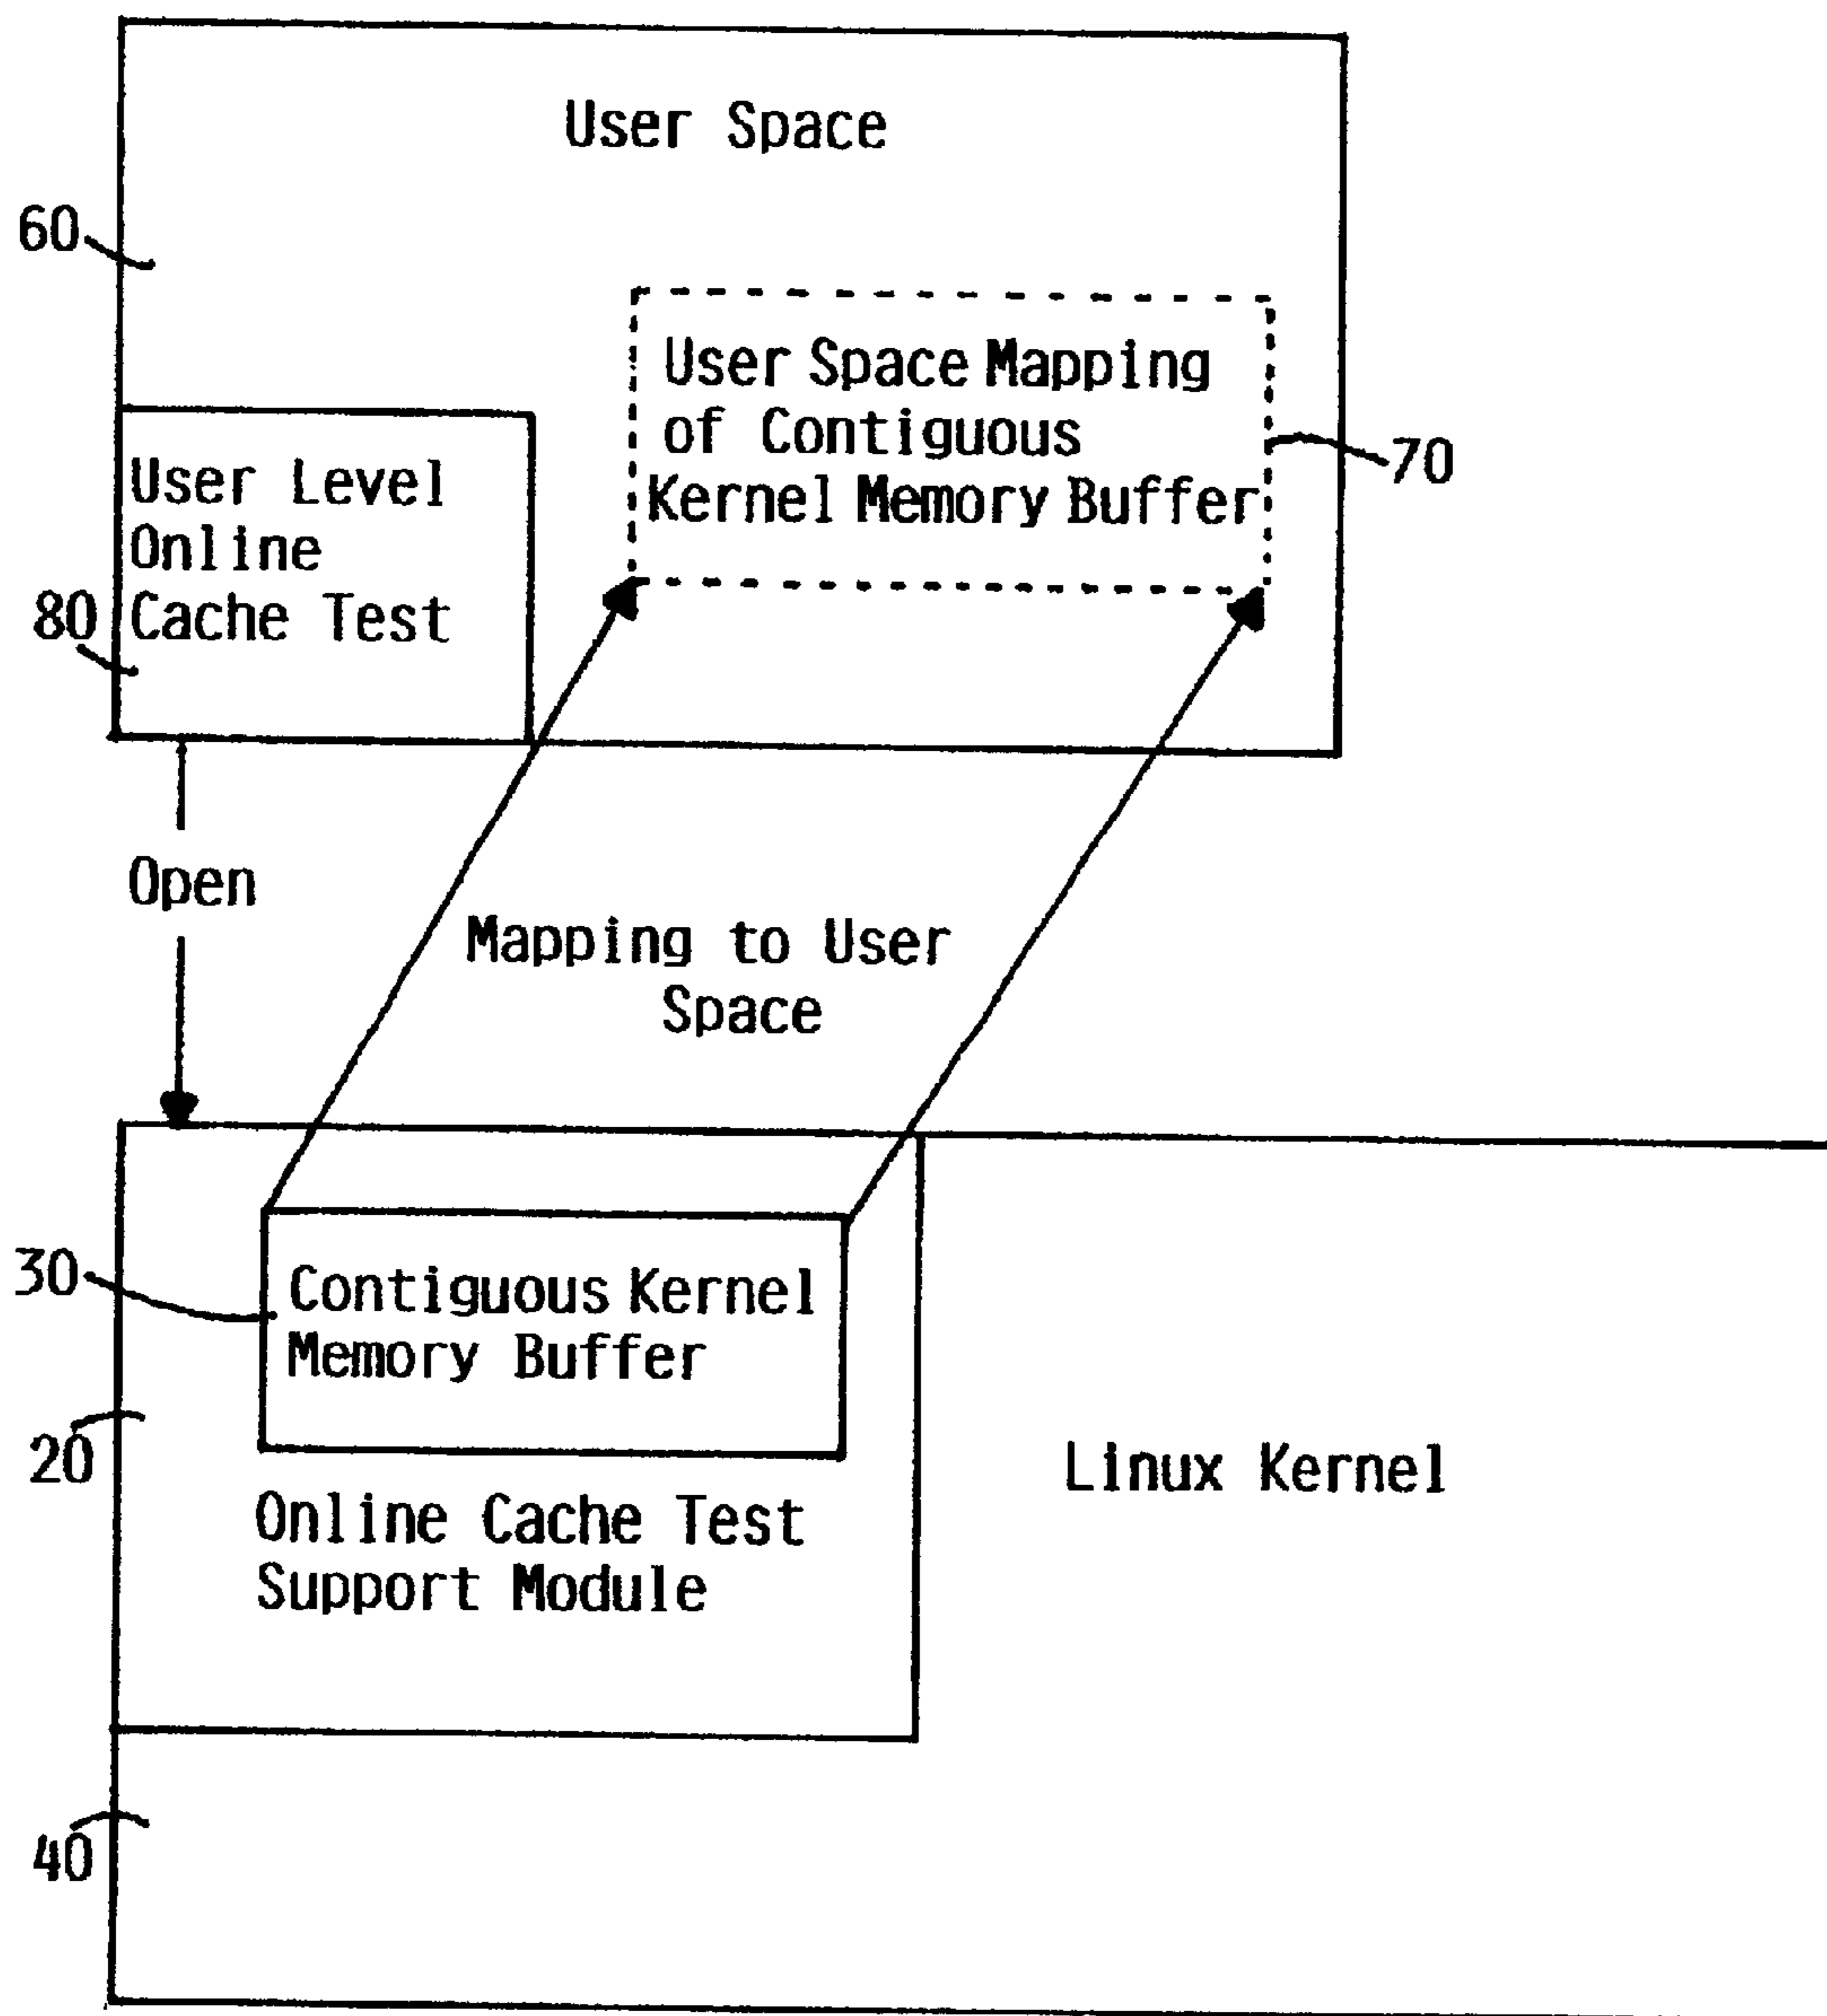 User Space
60
User Space Mapping
of Contiguous
Kernel Memory Buffer
70
User Level
Online
80
Cache Test
Open
Mapping to User
Space
30
Contiguous Kernel
Memory Buffer
20
Linux Kernel
Online Cache Test
Support Module
40